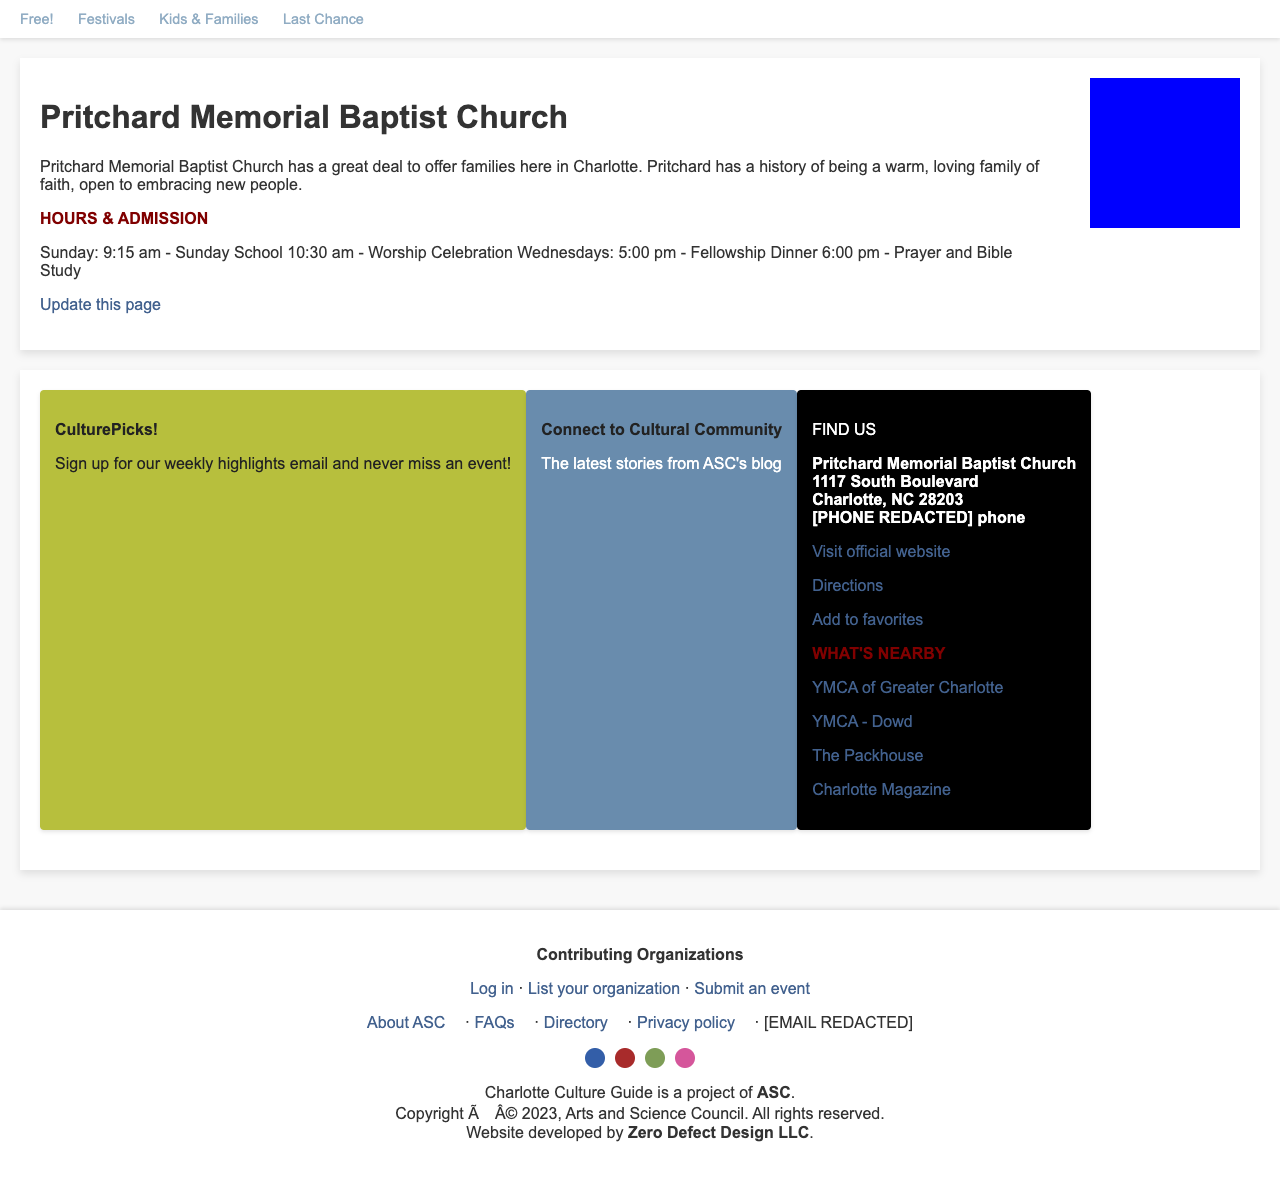 Free! Festivals Kids & Families Last Chance
Pritchard Memorial Baptist Church
Pritchard Memorial Baptist Church has a great deal to offer families here in Charlotte. Pritchard has a history of being a warm, loving family of
faith, open to embracing new people.
HOURS & ADMISSION
Sunday: 9:15 am - Sunday School 10:30 am - Worship Celebration Wednesdays: 5:00 pm - Fellowship Dinner 6:00 pm - Prayer and Bible
Study
Update this page
CulturePicks!
Sign up for our weekly highlights email and never miss an event!
Connect to Cultural Community
The latest stories from ASC's blog
FIND US
Pritchard Memorial Baptist Church
1117 South Boulevard
Charlotte, NC 28203
[PHONE REDACTED] phone
Visit official website
Directions
Add to favorites
WHAT'S NEARBY
YMCA of Greater Charlotte
YMCA - Dowd
The Packhouse
Charlotte Magazine
Contributing Organizations
Log in · List your organization · Submit an event
About ASC · FAQs · Directory · Privacy policy · [EMAIL REDACTED]
Charlotte Culture Guide is a project of ASC.
Copyright Ã Â© 2023, Arts and Science Council. All rights reserved.
Website developed by Zero Defect Design LLC.